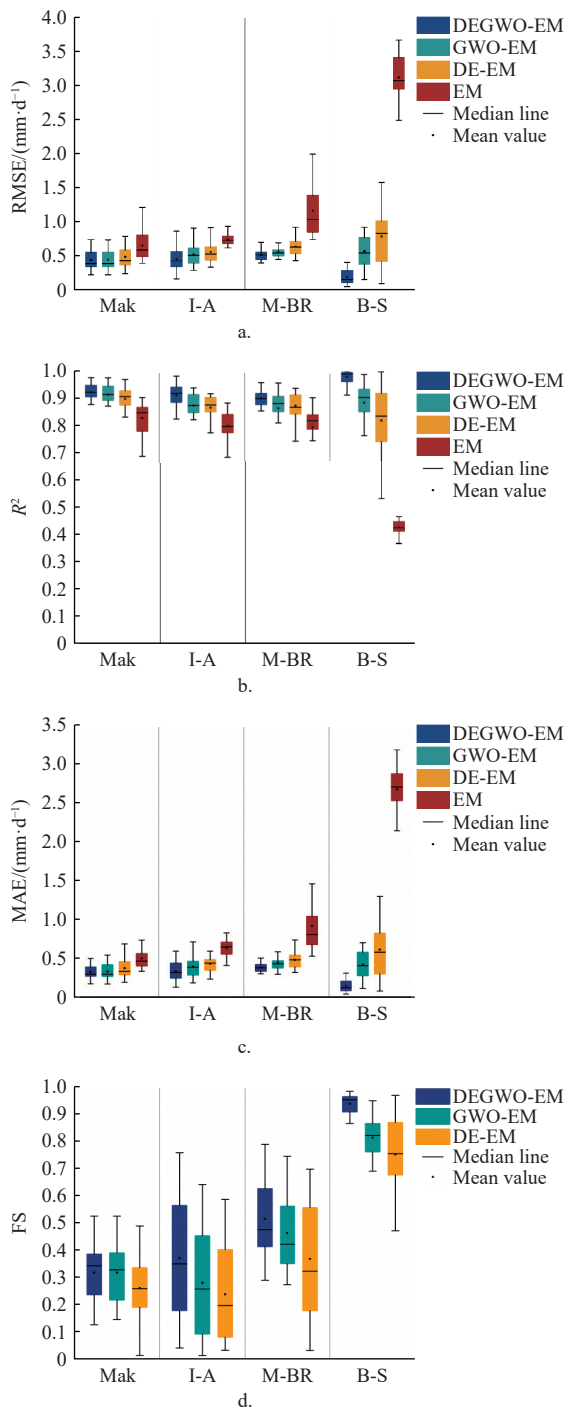 4.0
3.5
3.0
2.5
2.0
1.5
1.0
0.5
0
RMSE/(mm·d⁻¹)
DEGWO-EM
GWO-EM
DE-EM
EM
Median line
Mean value
Mak I-A M-BR B-S
a.
1.0
0.9
0.8
0.7
0.6
0.5
0.4
0.3
0.2
0.1
0
R²
DEGWO-EM
GWO-EM
DE-EM
EM
Median line
Mean value
Mak I-A M-BR B-S
b.
3.5
3.0
2.5
2.0
1.5
1.0
0.5
0
MAE/(mm·d⁻¹)
DEGWO-EM
GWO-EM
DE-EM
EM
Median line
Mean value
Mak I-A M-BR B-S
c.
1.0
0.9
0.8
0.7
0.6
0.5
0.4
0.3
0.2
0.1
0
FS
DEGWO-EM
GWO-EM
DE-EM
Median line
Mean value
Mak I-A M-BR B-S
d.